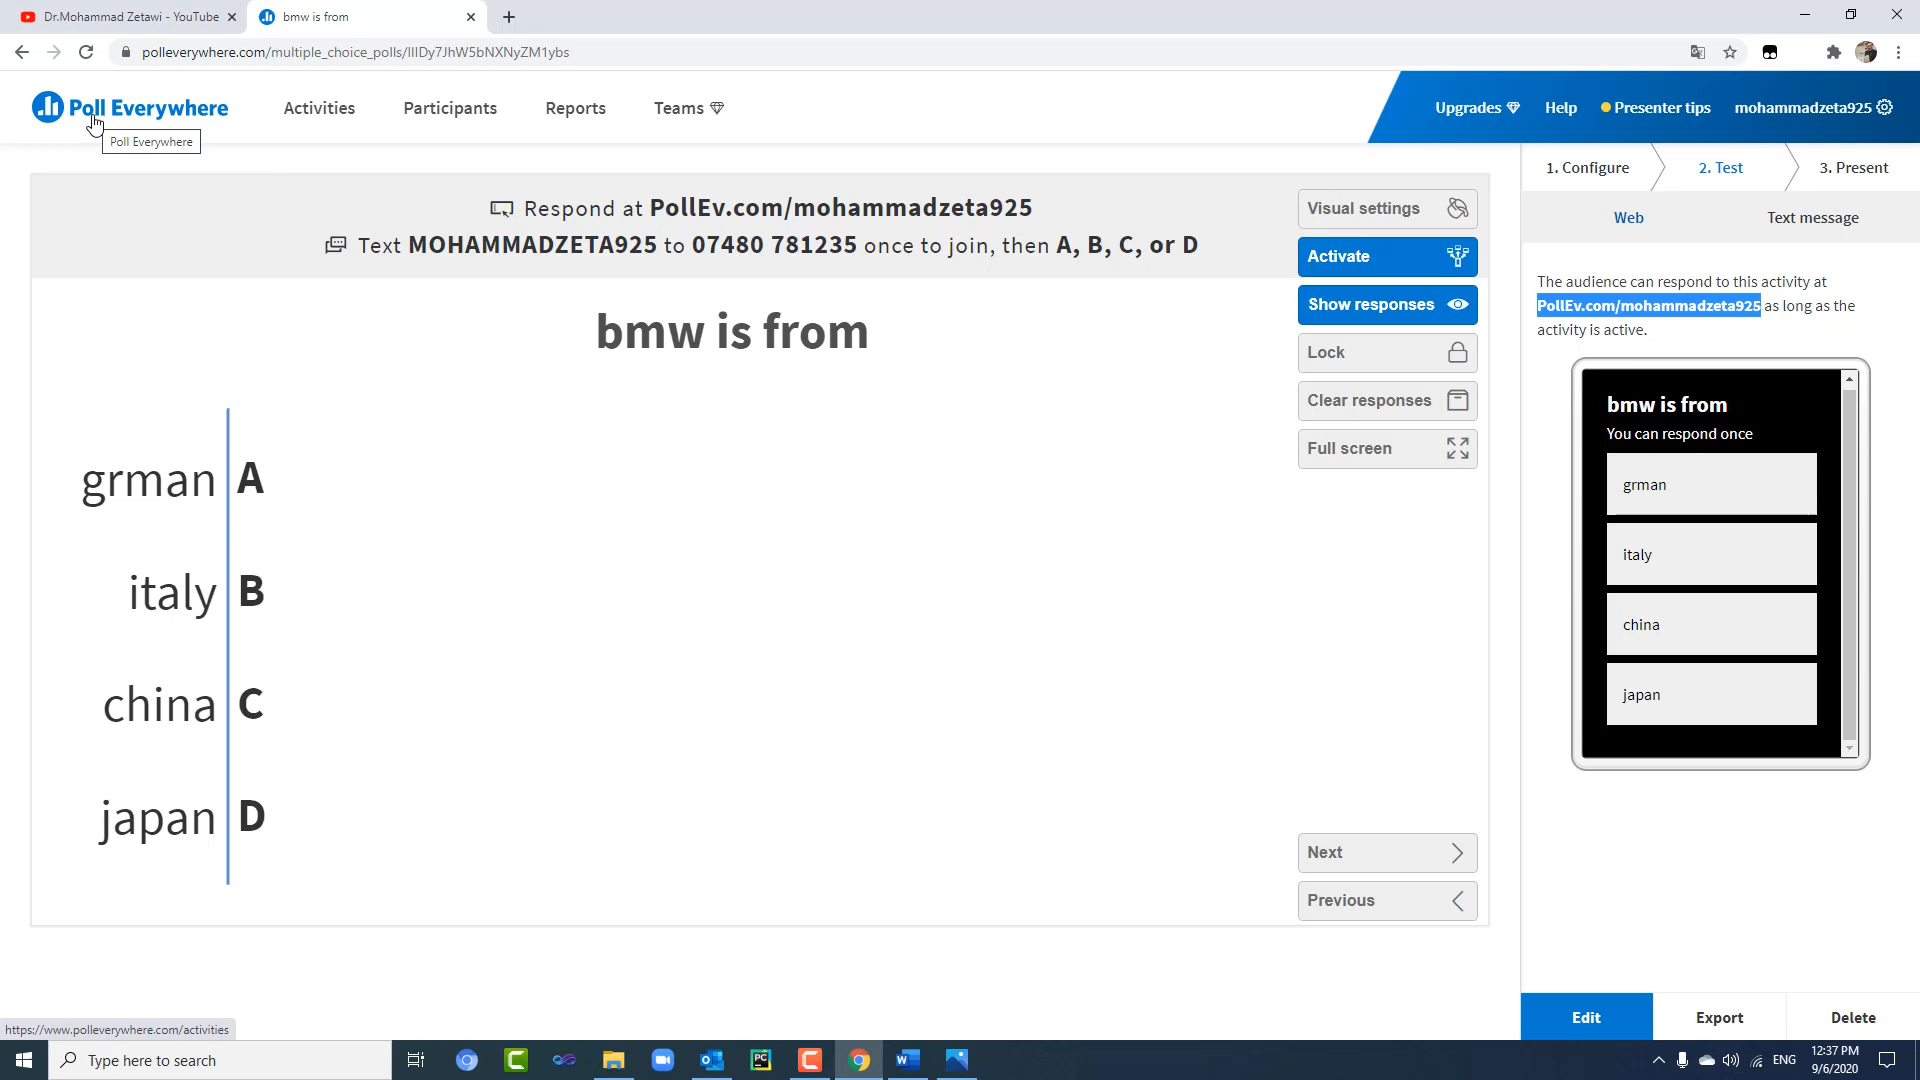 Dr.Mohammad Zetawi - YouTube
bmw is from
polleverywhere.com/multiple_choice_polls/lllDy7JhW5bNXNyZM1ybs
Poll Everywhere
Activities
Participants
Reports
Teams
Upgrades
Help
Presenter tips
mohammadzeta925
Poll Everywhere
Respond at PollEv.com/mohammadzeta925
Text MOHAMMADZETA925 to 07480 781235 once to join, then A, B, C, or D
bmw is from
grman A
italy B
china C
japan D
Visual settings
Activate
Show responses
Lock
Clear responses
Full screen
Next
Previous
1. Configure
2. Test
3. Present
Web
Text message
The audience can respond to this activity at
PollEv.com/mohammadzeta925 as long as the
activity is active.
bmw is from
You can respond once
grman
italy
china
japan
Edit
Export
Delete
https://www.polleverywhere.com/activities
Type here to search
PC
ENG
12:37 PM
9/6/2020